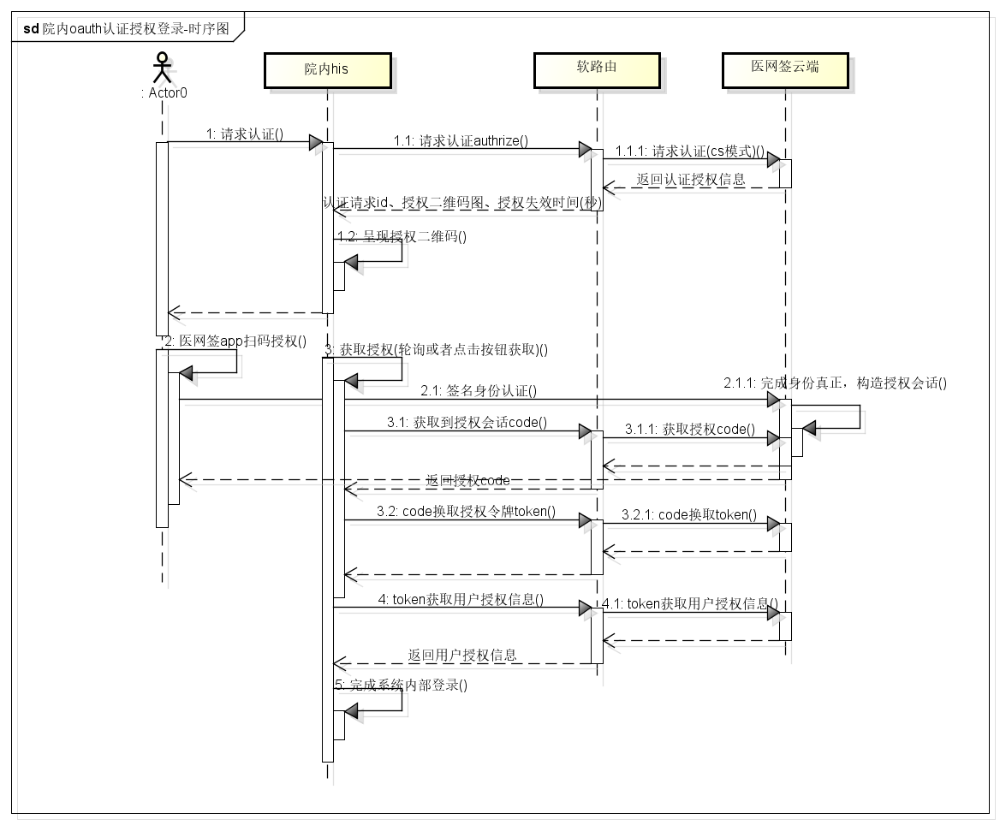 sd 院内oauth认证授权登录-时序图
: Actor0
院内his
软路由
医网签云端
1: 请求认证()
1.1: 请求认证authrize()
1.1.1: 请求认证(cs模式)()
返回认证授权信息
认证请求id、授权二维码图、授权失效时间(秒)
1.2: 呈现授权二维码()
2: 医网签app扫码授权()
3: 获取授权(轮询或者点击按钮获取)()
2.1: 签名身份认证()
2.1.1: 完成身份真正，构造授权会话()
3.1: 获取到授权会话code()
3.1.1: 获取授权code()
返回授权code
3.2: code换取授权令牌token()
3.2.1: code换取token()
4: token获取用户授权信息()
4.1: token获取用户授权信息()
返回用户授权信息
5: 完成系统内部登录()